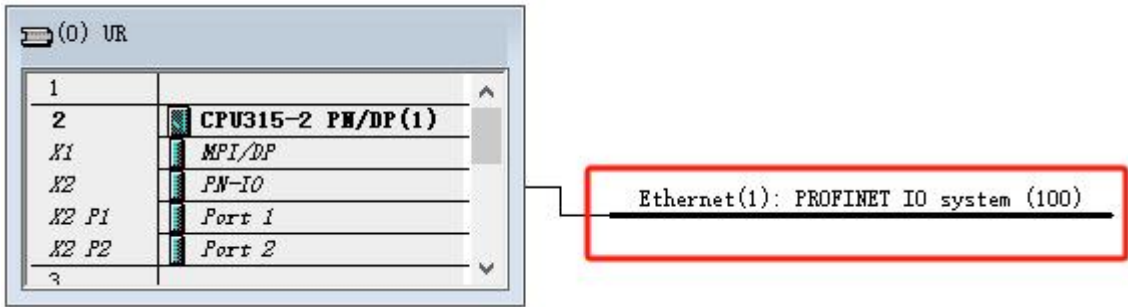 (0) UR
1
2 CPU315-2 PN/DP(1)
X1 MPI/DP
X2 PN-IO
X2 P1 Port 1
X2 P2 Port 2
3
Ethernet(1): PROFINET IO system (100)